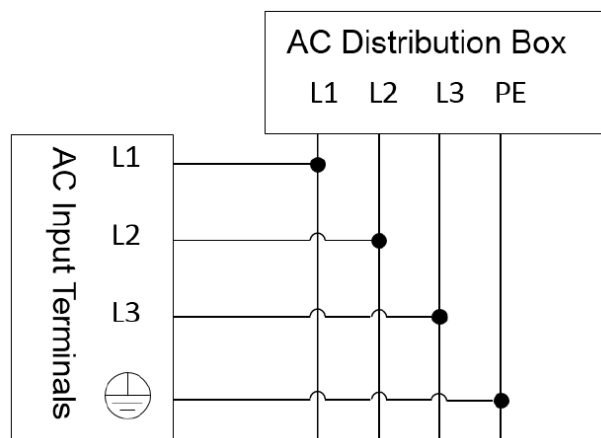 AC Distribution Box
L1 L2 L3 PE
AC Input Terminals
L1
L2
L3